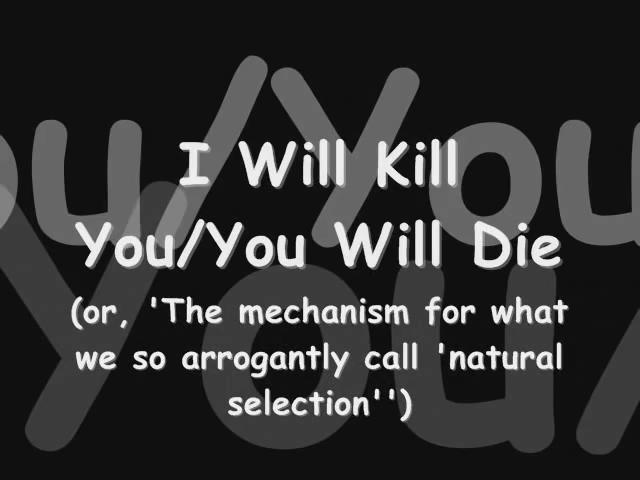 I Will Kill
You/You Will Die
(or, 'The mechanism for what
we so arrogantly call 'natural
selection'')